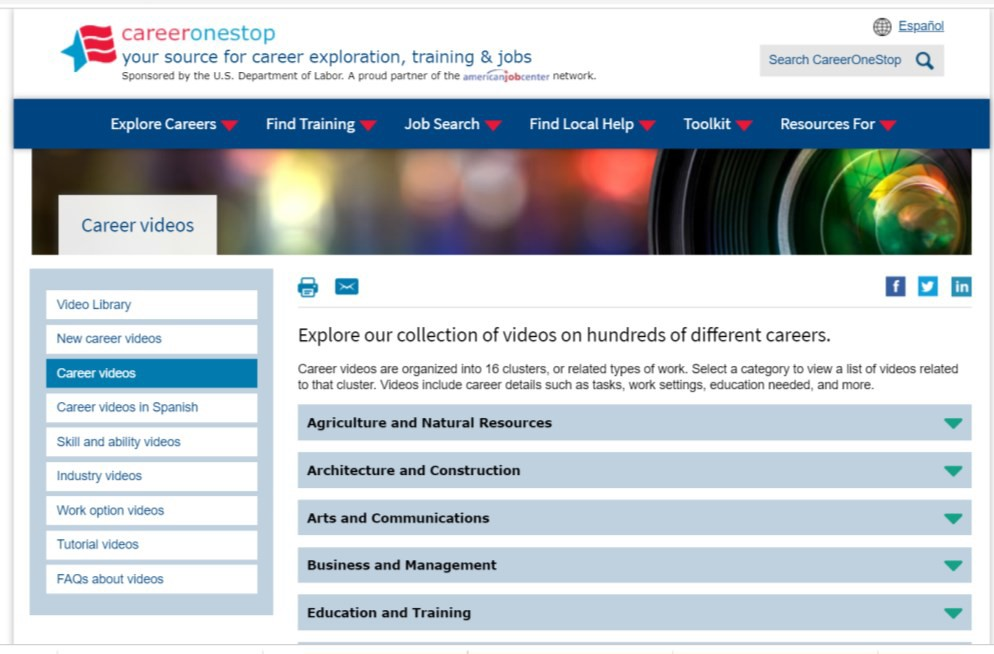 careeronestop
Español
your source for career exploration, training & jobs
Search CareerOneStop
Sponsored by the U.S. Department of Labor. A proud partner of the americanjobcenter network.
Explore Careers Find Training Job Search Find Local Help Toolkit Resources For
Career videos
Video Library
New career videos
Career videos
Career videos in Spanish
Skill and ability videos
Industry videos
Work option videos
Tutorial videos
FAQs about videos
f in
Explore our collection of videos on hundreds of different careers.
Career videos are organized into 16 clusters, or related types of work. Select a category to view a list of videos related
to that cluster. Videos include career details such as tasks, work settings, education needed, and more.
Agriculture and Natural Resources
Architecture and Construction
Arts and Communications
Business and Management
Education and Training